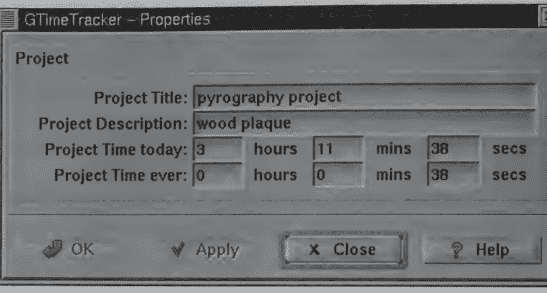 GTimeTracker - Properties
Project
Project Title: pyrography project
Project Description: wood plaque
Project Time today: 3 hours 11 mins 38 secs
Project Time ever: 0 hours 0 mins 38 secs
OK Apply X Close ? Help